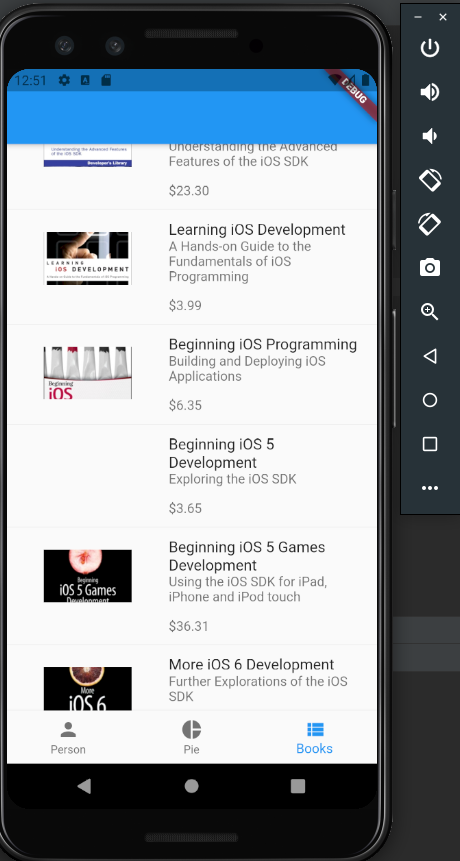 12:51
DEBUG
Understanding the Advanced
Features of the iOS SDK
$23.30
Understanding the Advanced Features
of the iOS SDK
Developer's Library
Learning iOS Development
A Hands-on Guide to the
Fundamentals of iOS
Programming
$3.99
LEARNING
iOS DEVELOPMENT
Beginning iOS Programming
Building and Deploying iOS
Applications
$6.35
Beginning
iOS
Beginning iOS 5
Development
Exploring the iOS SDK
$3.65
Beginning iOS 5 Games
Development
Using the iOS SDK for iPad,
iPhone and iPod touch
$36.31
Beginning
iOS 5 Games
Development
More iOS 6 Development
Further Explorations of the iOS
SDK
More
iOS 6
Person
Pie
Books